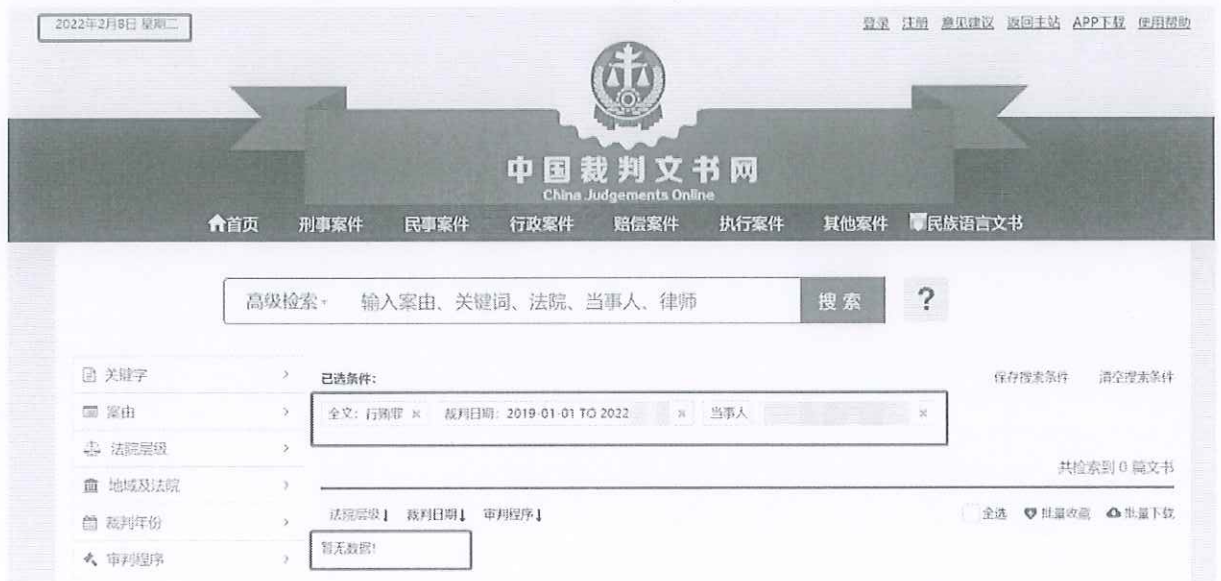 2022年2月8日 星期二
登录 注册 意见建议 返回主站 APP下载 使用帮助
中国裁判文书网
China Judgements Online
首页 刑事案件 民事案件 行政案件 赔偿案件 执行案件 其他案件 民族语言文书
高级检索 输入案由、关键词、法院、当事人、律师 搜索 ?
关键字 >
已选条件： 保存搜索条件 清空搜索条件
案由 >
全文：行贿罪 × 裁判日期：2019-01-01 TO 2022 × 当事人 ×
法院层级 >
共检索到 0 篇文书
地域及法院 >
法院层级↓ 裁判日期↓ 审判程序↓ 全选 批量收藏 批量下载
裁判年份 >
暂无数据!
审判程序 >